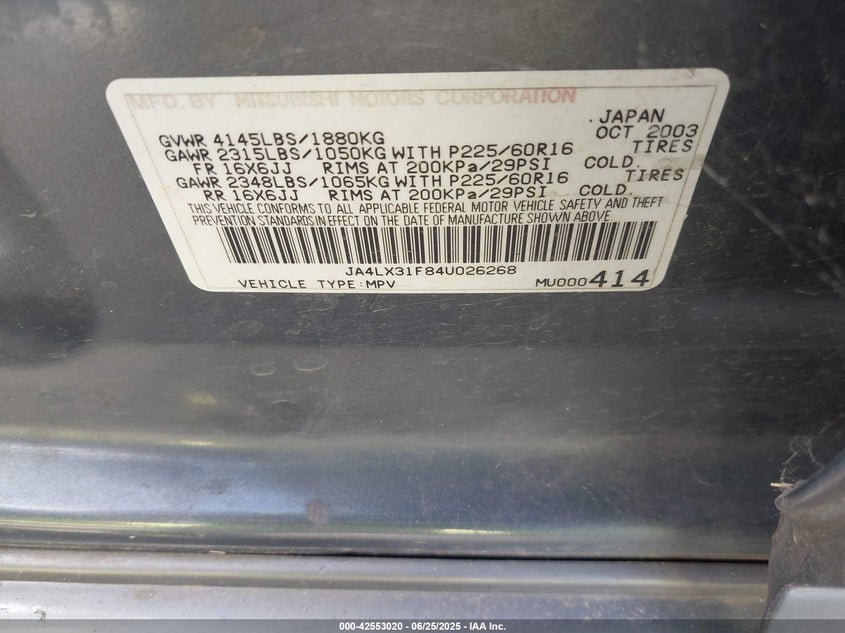 MFD. BY MITSUBISHI MOTORS CORPORATION
. JAPAN
GVWR 4145LBS/1880KG OCT 2003
GAWR 2315LBS/1050KG WITH P225/60R16 TIRES
FR 16X6JJ RIMS AT 200KPa/29PSI COLD.
GAWR 2348LBS/1065KG WITH P225/60R16 TIRES
RR 16X6JJ RIMS AT 200KPa/29PSI COLD.
THIS VEHICLE CONFORMS TO ALL APPLICABLE FEDERAL MOTOR VEHICLE SAFETY AND THEFT
PREVENTION STANDARDS IN EFFECT ON THE DATE OF MANUFACTURE SHOWN ABOVE.
JA4LX31F84U026268
VEHICLE TYPE:MPV MU000414
000-42553020 - 06/25/2025 - IAA Inc.